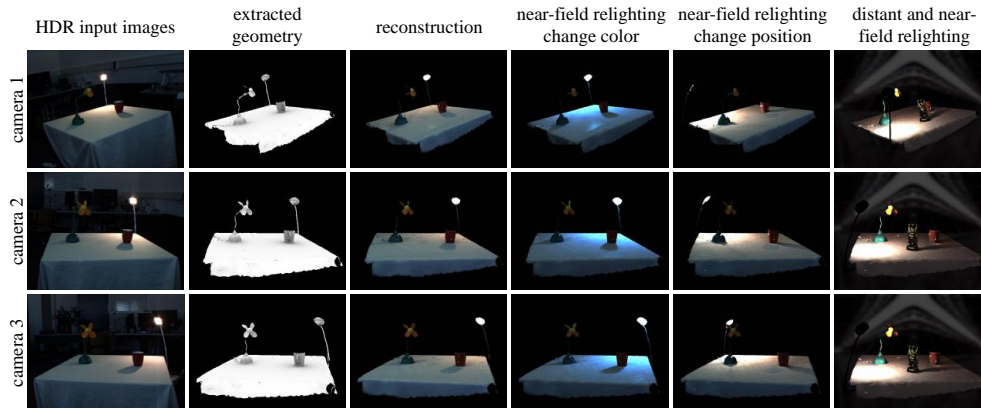 HDR input images
extracted
geometry
reconstruction
near-field relighting
change color
near-field relighting
change position
distant and near-
field relighting
camera 1
camera 2
camera 3